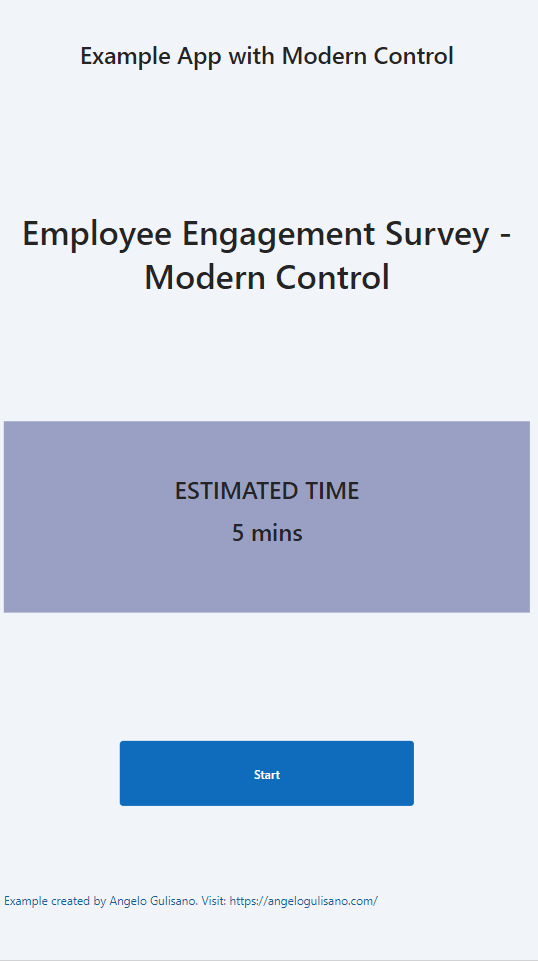 Example App with Modern Control
Employee Engagement Survey -
Modern Control
ESTIMATED TIME
5 mins
Start
Example created by Angelo Gulisano. Visit: https://angelogulisano.com/